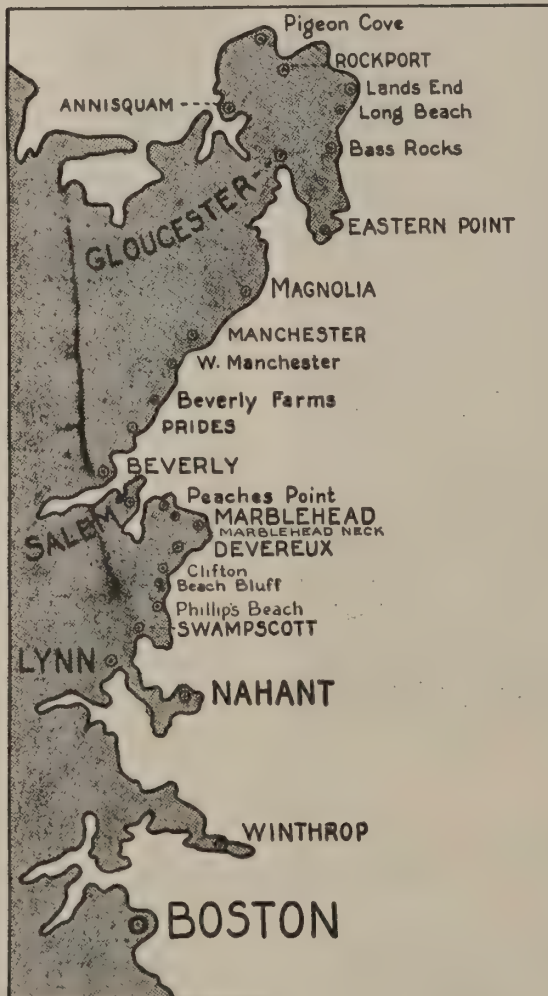 Pigeon Cove
ROCKPORT
Lands End
ANNISQUAM
Long Beach
Bass Rocks
GLOUCESTER
EASTERN POINT
MAGNOLIA
MANCHESTER
W. Manchester
Beverly Farms
PRIDES
BEVERLY
Peaches Point
SALEM
MARBLEHEAD
MARBLEHEAD NECK
DEVEREUX
Clifton
Beach Bluff
Phillip's Beach
SWAMPSCOTT
LYNN
NAHANT
WINTHROP
BOSTON